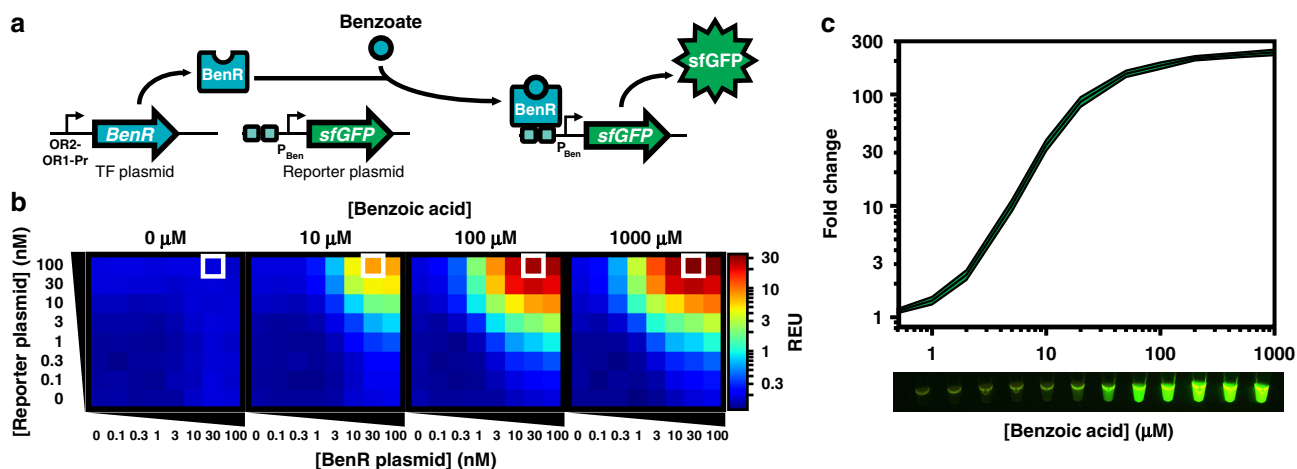 a
Benzoate
BenR
sfGFP
BenR
BenR
sfGFP
sfGFP
OR2-
OR1-Pr
P Ben
P Ben
TF plasmid
Reporter plasmid
b
[Benzoic acid]
0 µM
10 µM
100 µM
1000 µM
[Reporter plasmid] (nM)
100
30
10
3
1
0.3
0.1
0
0 0.1 0.3 1 3 10 30 100
0 0.1 0.3 1 3 10 30 100
0 0.1 0.3 1 3 10 30 100
0 0.1 0.3 1 3 10 30 100
[BenR plasmid] (nM)
30
10
3
1
0.3
REU
c
Fold change
300
100
30
10
3
1
1 10 100 1000
[Benzoic acid] (µM)